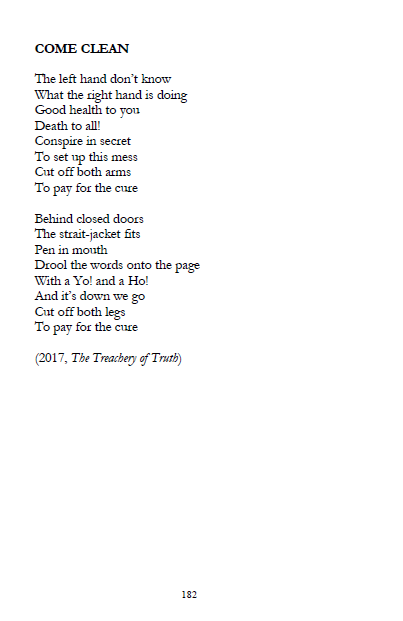 COME CLEAN
The left hand don't know
What the right hand is doing
Good health to you
Death to all!
Conspire in secret
To set up this mess
Cut off both arms
To pay for the cure
Behind closed doors
The strait-jacket fits
Pen in mouth
Drool the words onto the page
With a Yo! and a Ho!
And it's down we go
Cut off both legs
To pay for the cure
(2017, The Treachery of Truth)
182